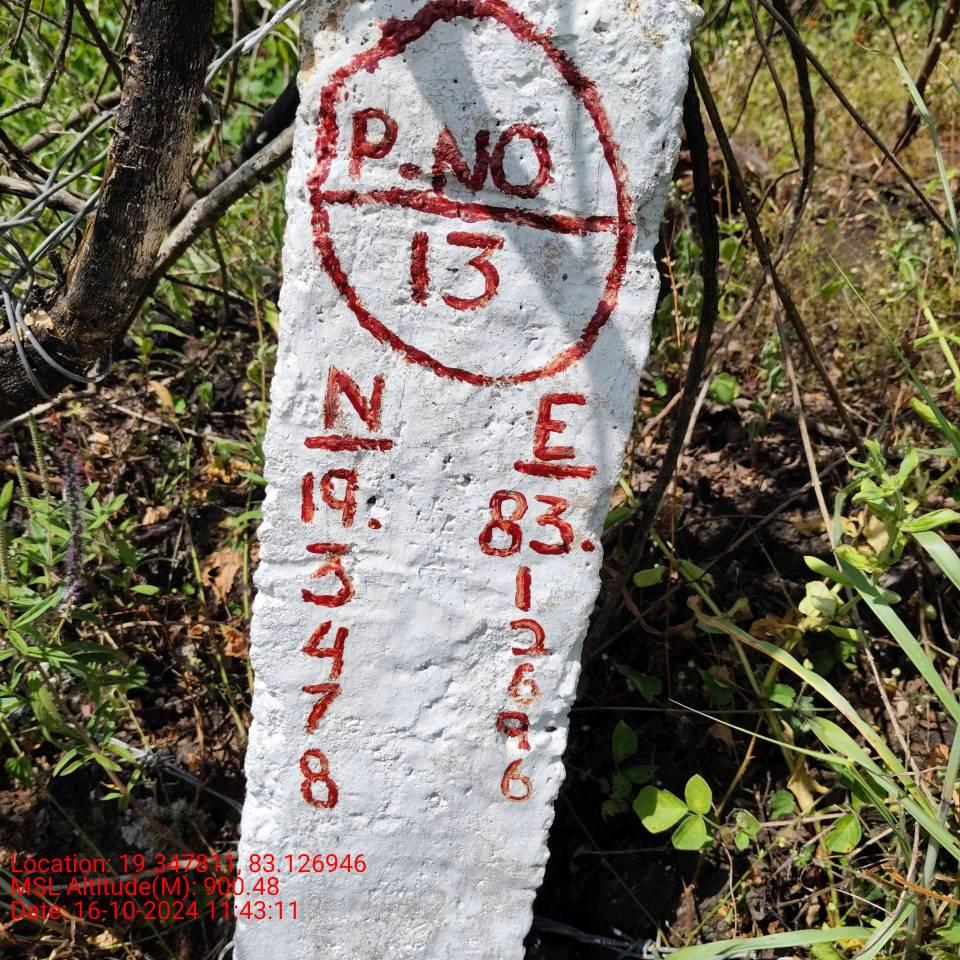 P.NO
13
N E
19. 83.
3 1
4 2
7 6
8 9
6
Location: 19.347811, 83.126946
MSL Altitude(M): 900.48
Date: 16-10-2024 11:43:11